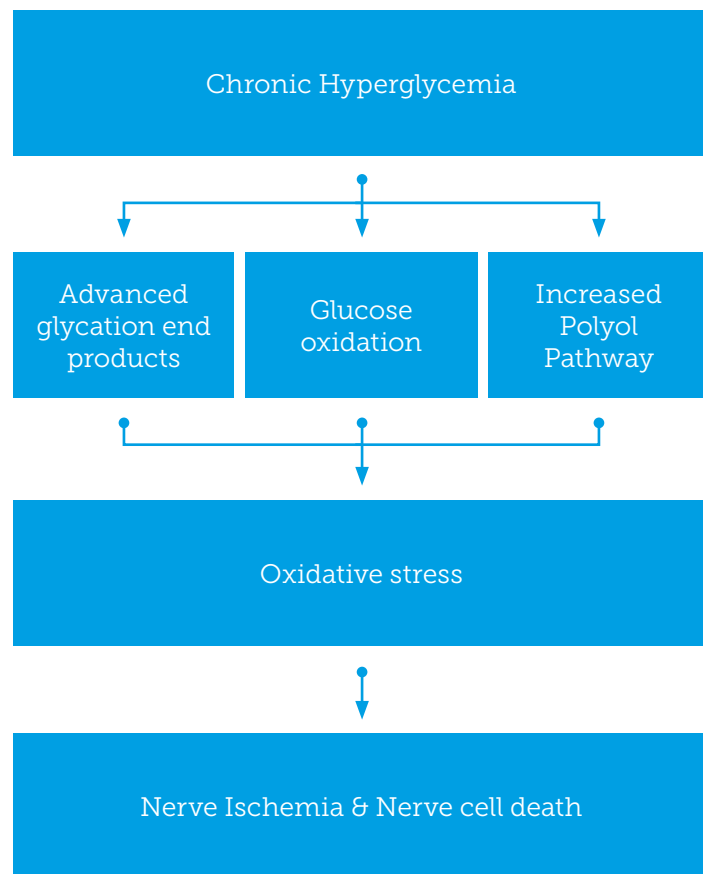 Chronic Hyperglycemia
Advanced
glycation end
products
Glucose
oxidation
Increased
Polyol
Pathway
Oxidative stress
Nerve Ischemia & Nerve cell death